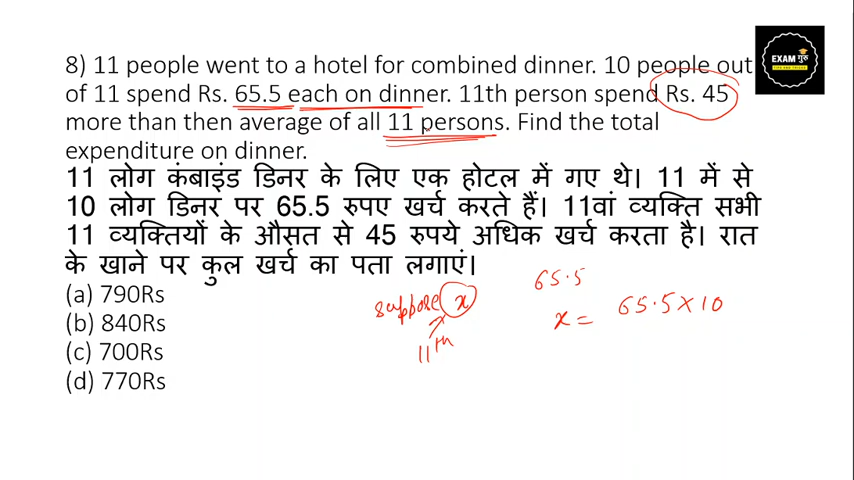 8) 11 people went to a hotel for combined dinner. 10 people out
of 11 spend Rs. 65.5 each on dinner. 11th person spend Rs. 45
more than then average of all 11 persons. Find the total
expenditure on dinner.
11 लोग कंबाइंड डिनर के लिए एक होटल में गए थे। 11 में से
10 लोग डिनर पर 65.5 रुपए खर्च करते हैं। 11वां व्यक्ति सभी
11 व्यक्तियों के औसत से 45 रुपये अधिक खर्च करता है। रात
के खाने पर कुल खर्च का पता लगाएं।
(a) 790Rs
(b) 840Rs
(c) 700Rs
(d) 770Rs
suppose x
11th
65.5
x = 65.5 × 10
EXAM गुरु